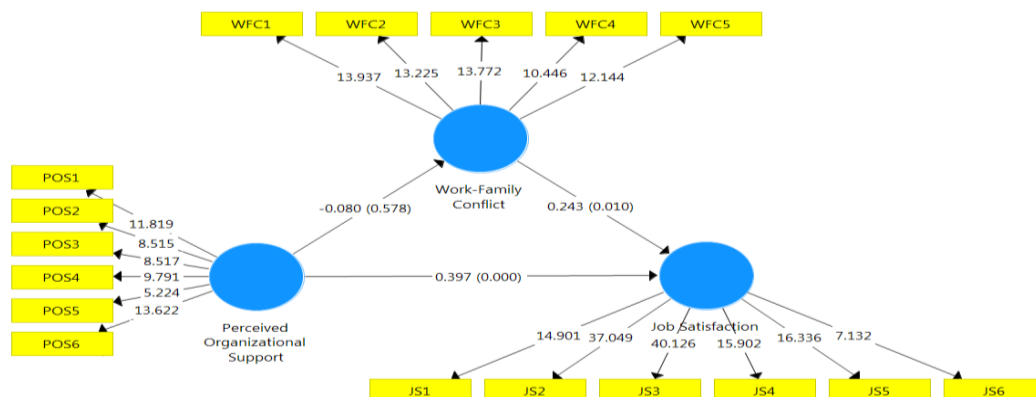 WFC1 WFC2 WFC3 WFC4 WFC5
13.937 13.225 13.772 10.446 12.144
Work-Family
Conflict
POS1
POS2
POS3
POS4
POS5
POS6
11.819
8.515
8.517
9.791
5.224
13.622
-0.080 (0.578)
0.243 (0.010)
0.397 (0.000)
Perceived
Organizational
Support
Job Satisfaction
14.901 37.049 40.126 15.902 16.336 7.132
JS1 JS2 JS3 JS4 JS5 JS6